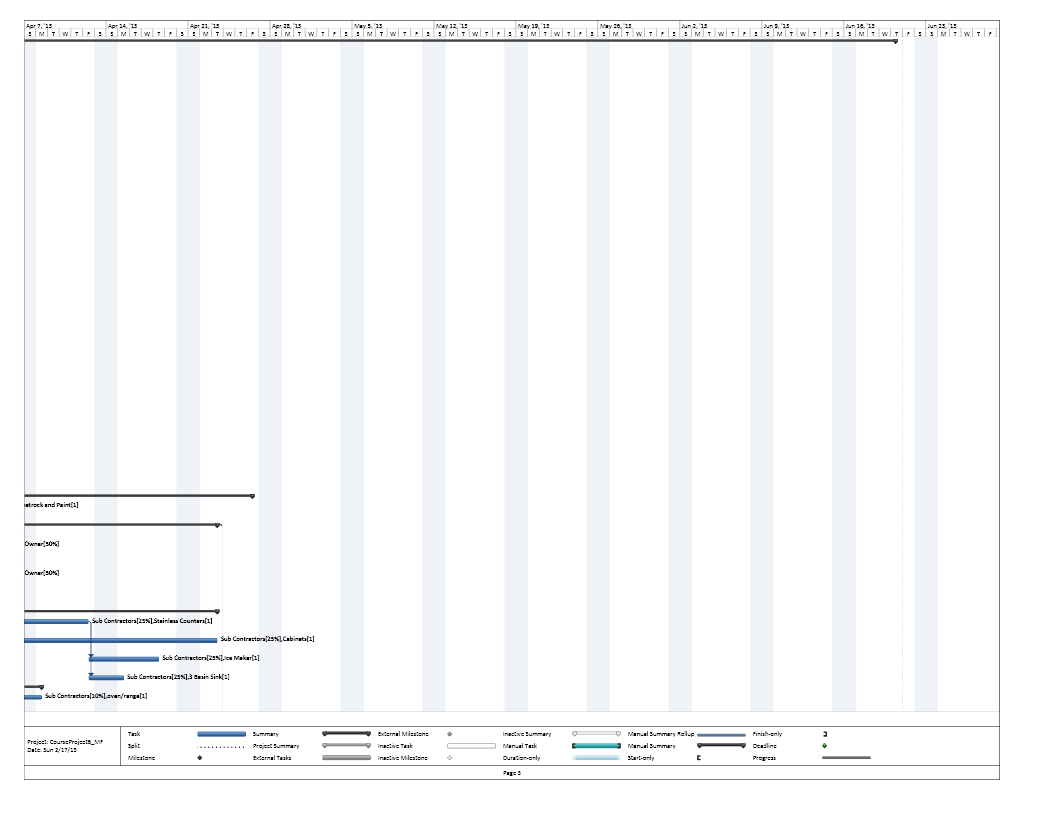 Apr 7, '13 Apr 14, '13 Apr 21, '13 Apr 28, '13 May 5, '13 May 12, '13 May 19, '13 May 26, '13 Jun 2, '13 Jun 9, '13 Jun 16, '13 Jun 23, '13
S M T W T F S S M T W T F S S M T W T F S S M T W T F S S M T W T F S S M T W T F S S M T W T F S S M T W T F S S M T W T F S S M T W T F S S M T W T F S S M T W T F
etrock and Paint[1]
Owner[50%]
Owner[50%]
Sub Contractors[25%],Stainless Counters[1]
Sub Contractors[25%],Cabinets[1]
Sub Contractors[25%],Ice Maker[1]
Sub Contractors[25%],3 Basin Sink[1]
Sub Contractors[10%],oven/range[1]
Project: CourseProject6_MF
Date: Sun 2/17/13
Task Summary External Milestone Inactive Summary Manual Summary Rollup Finish-only
Split Project Summary Inactive Task Manual Task Manual Summary Deadline
Milestone External Tasks Inactive Milestone Duration-only Start-only Progress
Page 3